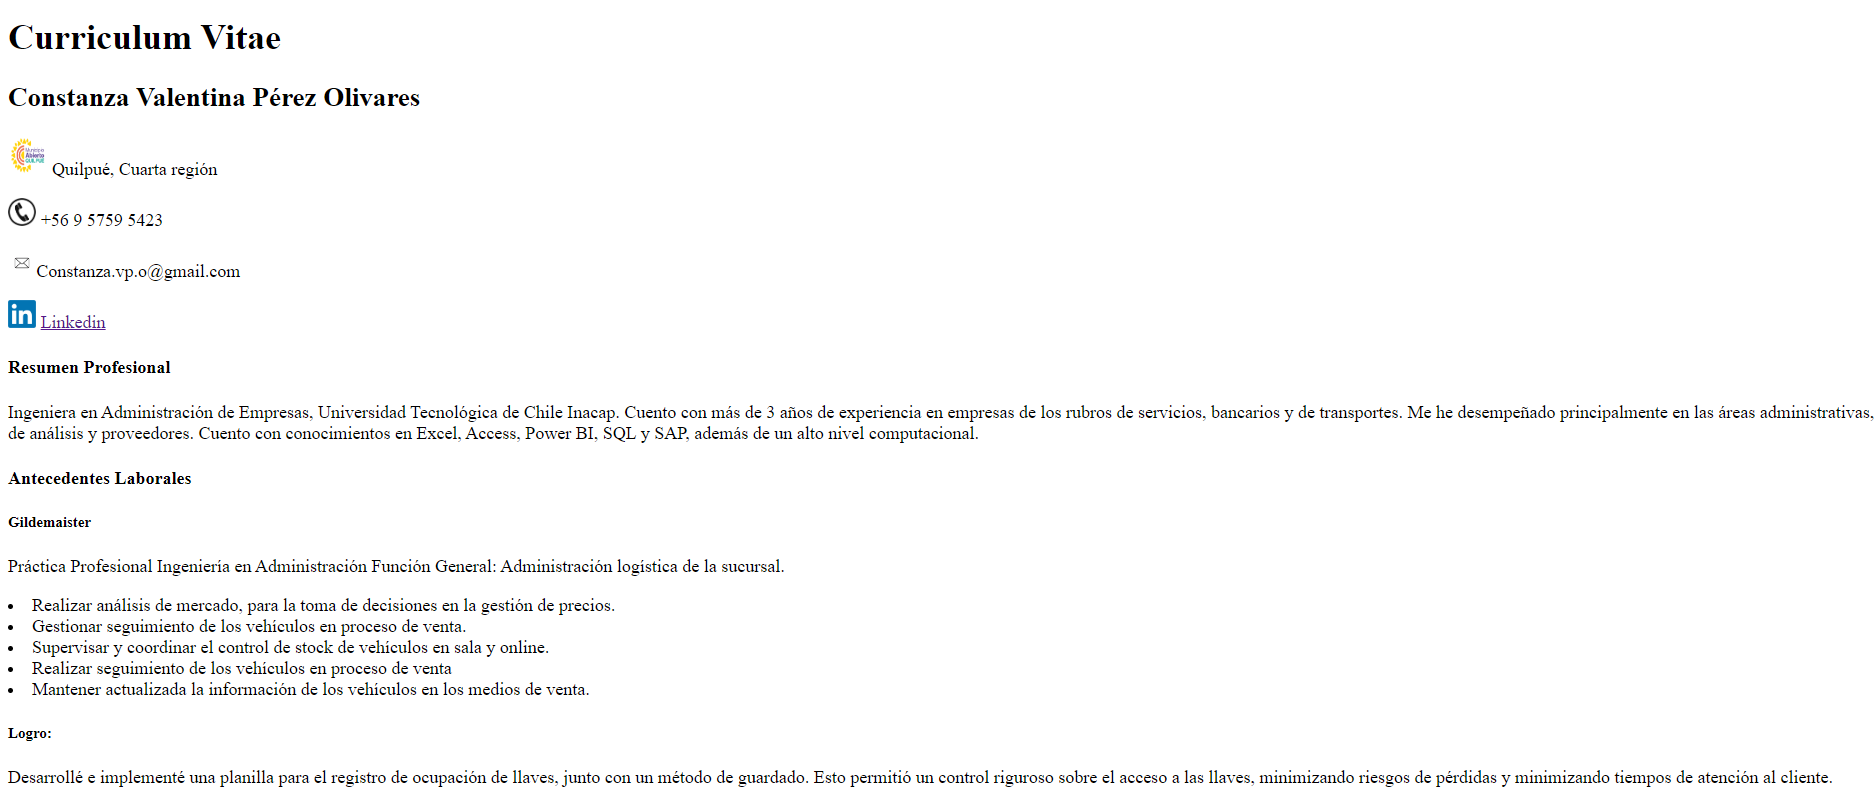 Curriculum Vitae
Constanza Valentina Pérez Olivares
Municipio
Abierto
QUILPUÉ
Quilpué, Cuarta región
+56 9 5759 5423
Constanza.vp.o@gmail.com
in Linkedin
Resumen Profesional
Ingeniera en Administración de Empresas, Universidad Tecnológica de Chile Inacap. Cuento con más de 3 años de experiencia en empresas de los rubros de servicios, bancarios y de transportes. Me he desempeñado principalmente en las áreas administrativas,
de análisis y proveedores. Cuento con conocimientos en Excel, Access, Power BI, SQL y SAP, además de un alto nivel computacional.
Antecedentes Laborales
Gildemaister
Práctica Profesional Ingeniería en Administración Función General: Administración logística de la sucursal.
• Realizar análisis de mercado, para la toma de decisiones en la gestión de precios.
• Gestionar seguimiento de los vehículos en proceso de venta.
• Supervisar y coordinar el control de stock de vehículos en sala y online.
• Realizar seguimiento de los vehículos en proceso de venta
• Mantener actualizada la información de los vehículos en los medios de venta.
Logro:
Desarrollé e implementé una planilla para el registro de ocupación de llaves, junto con un método de guardado. Esto permitió un control riguroso sobre el acceso a las llaves, minimizando riesgos de pérdidas y minimizando tiempos de atención al cliente.